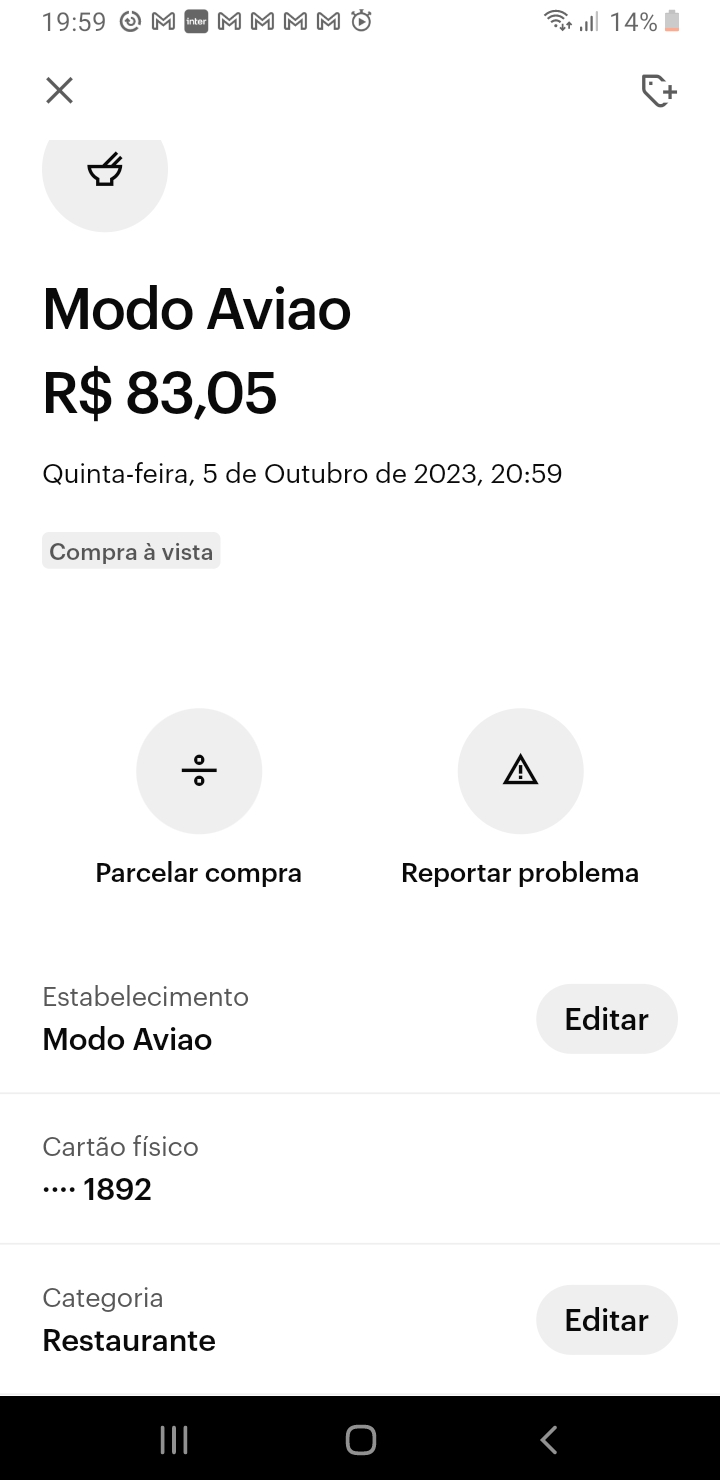 19:59 inter 14%
Modo Aviao
R$ 83,05
Quinta-feira, 5 de Outubro de 2023, 20:59
Compra à vista
Parcelar compra Reportar problema
Estabelecimento
Modo Aviao
Editar
Cartão físico
···· 1892
Categoria
Restaurante
Editar